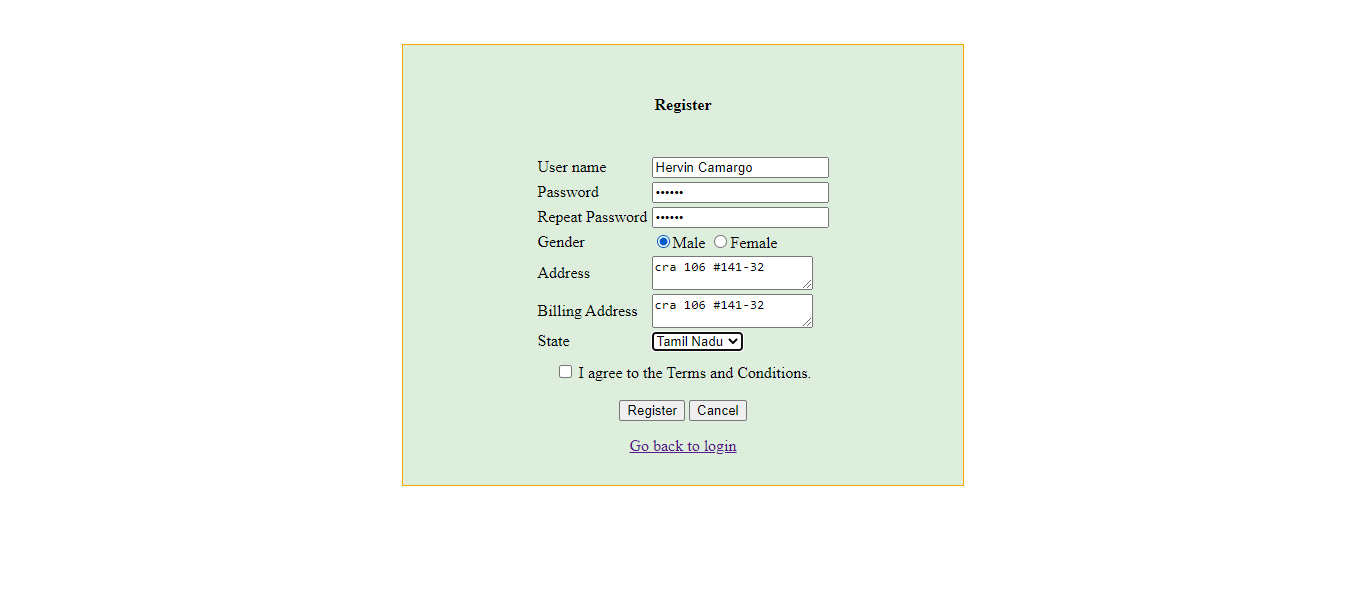 Register
User name Hervin Camargo
Password ••••••
Repeat Password ••••••
Gender Male Female
Address cra 106 #141-32
Billing Address cra 106 #141-32
State Tamil Nadu
I agree to the Terms and Conditions.
Register Cancel
Go back to login